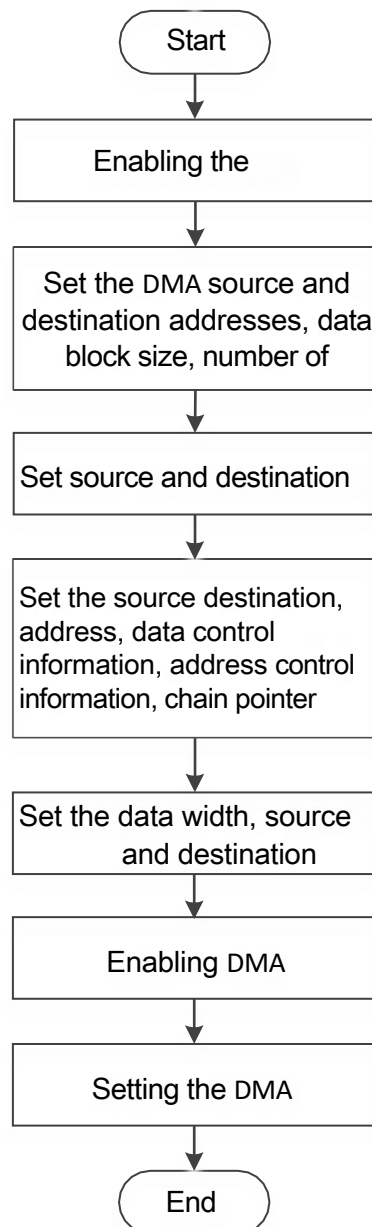 Start
Enabling the
Set the DMA source and
destination addresses, data
block size, number of
Set source and destination
Set the source destination,
address, data control
information, address control
information, chain pointer
Set the data width, source
and destination
Enabling DMA
Setting the DMA
End